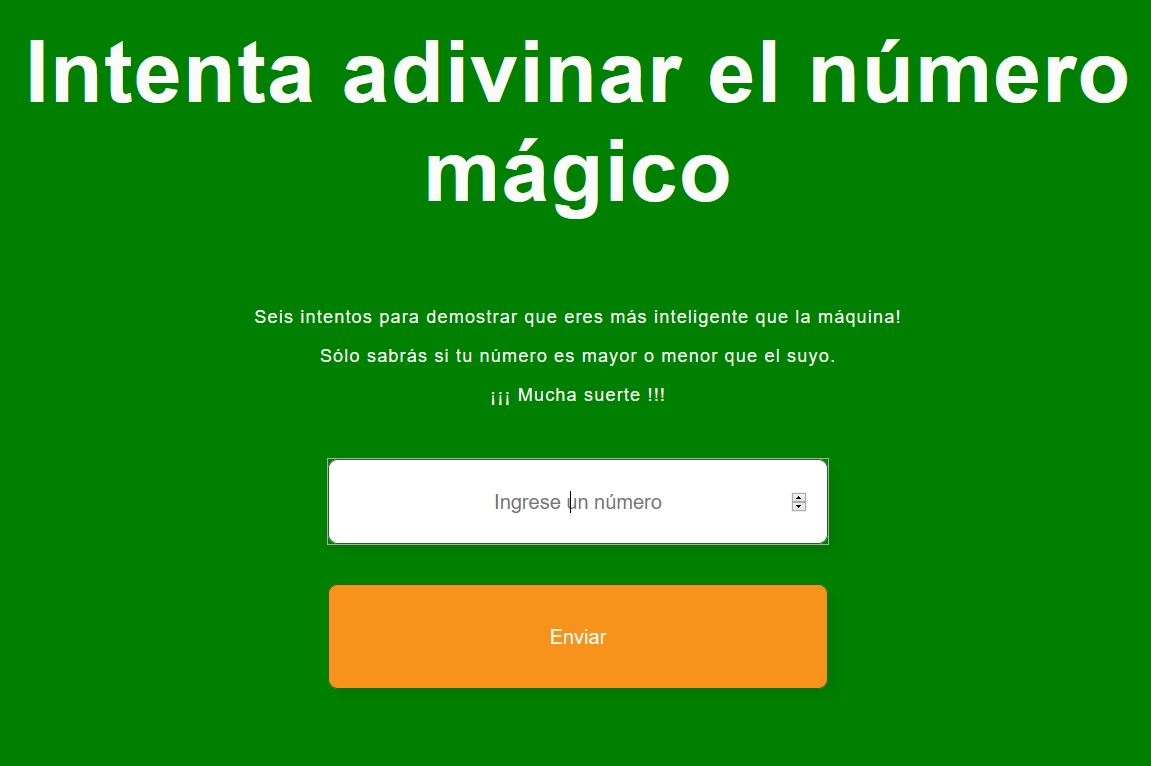 Intenta adivinar el número
mágico
Seis intentos para demostrar que eres más inteligente que la máquina!
Sólo sabrás si tu número es mayor o menor que el suyo.
¡¡¡ Mucha suerte !!!
Ingrese un número
Enviar